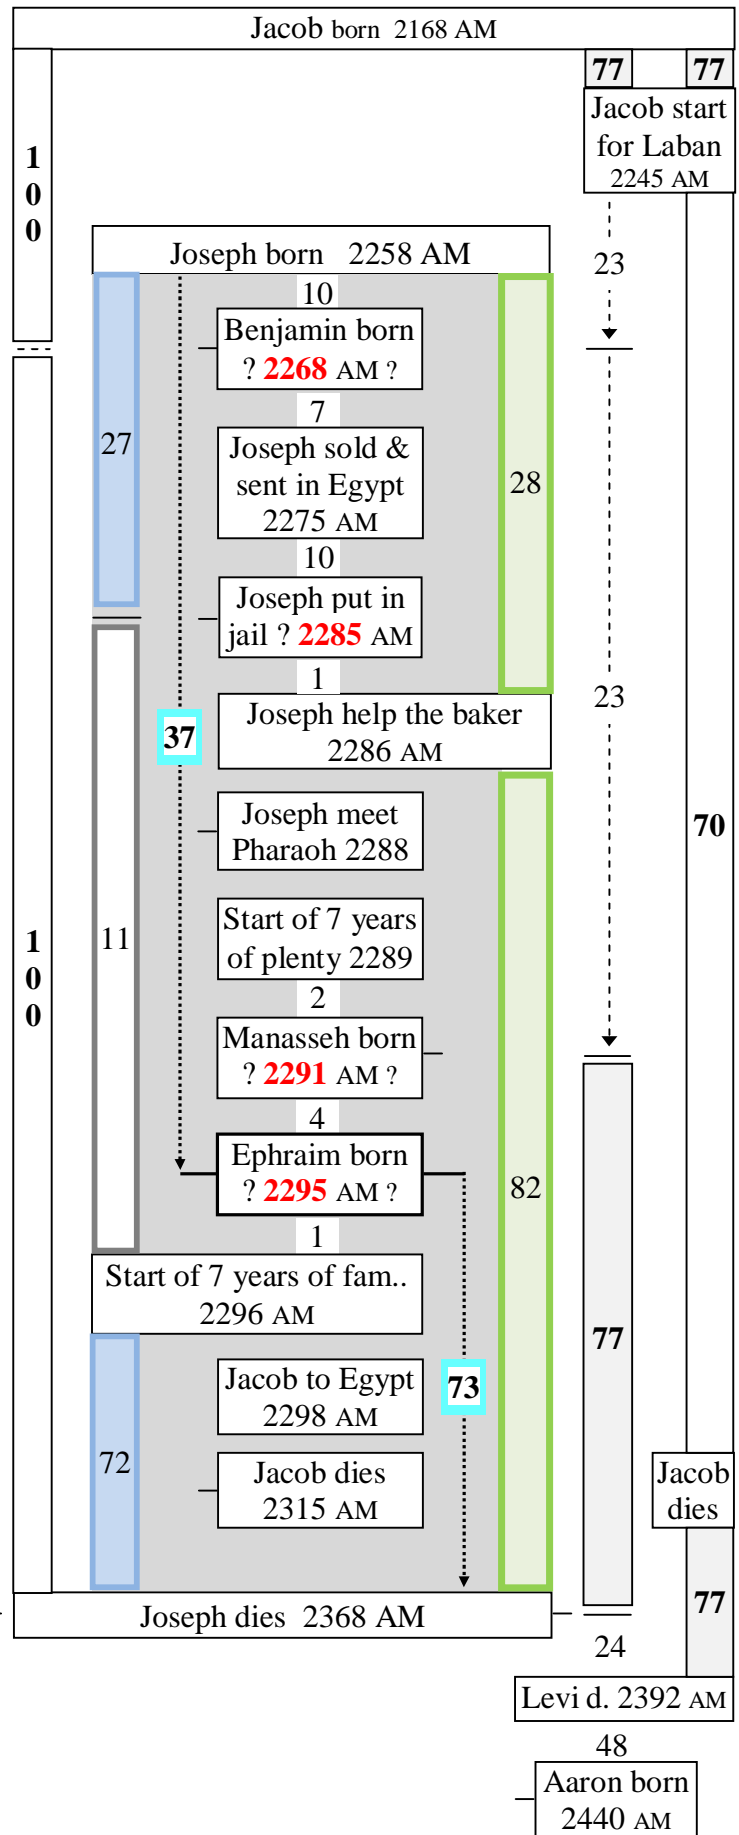 Jacob born 2168 AM
77
77
Jacob start
for Laban
2245 AM
1
0
0
23
Joseph born 2258 AM
10
Benjamin born
? 2268 AM ?
7
27
Joseph sold &
sent in Egypt
2275 AM
28
10
Joseph put in
jail ? 2285 AM
1
23
Joseph help the baker
2286 AM
37
Joseph meet
Pharaoh 2288
70
Start of 7 years
of plenty 2289
11
1
0
0
2
Manasseh born
? 2291 AM ?
4
Ephraim born
? 2295 AM ?
82
1
Start of 7 years of fam..
2296 AM
77
Jacob to Egypt
2298 AM
73
72
Jacob dies
2315 AM
Jacob
dies
77
Joseph dies 2368 AM
24
Levi d. 2392 AM
48
Aaron born
2440 AM